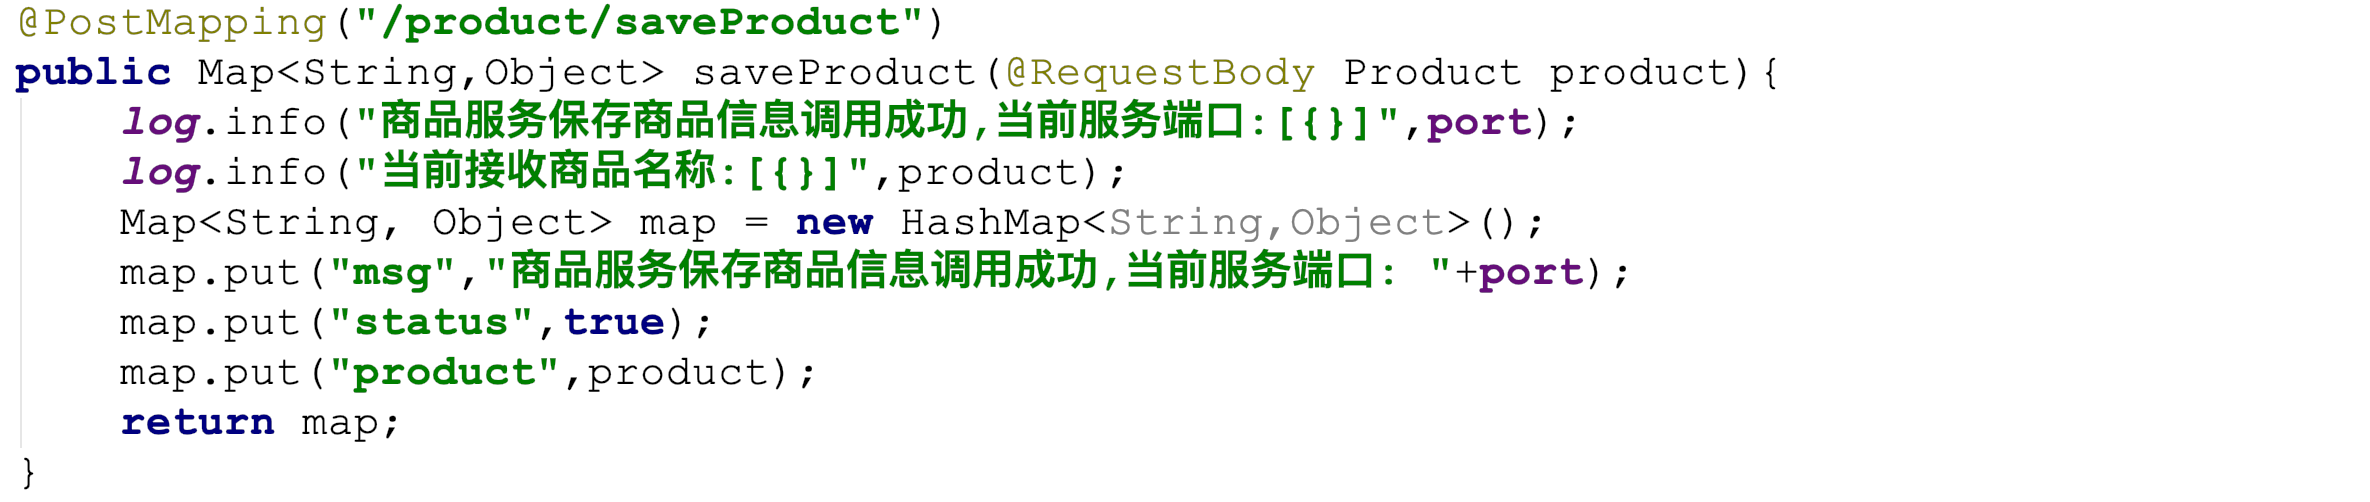 @PostMapping("/product/saveProduct")
public Map<String,Object> saveProduct(@RequestBody Product product){
    log.info("商品服务保存商品信息调用成功,当前服务端口:[{}]",port);
    log.info("当前接收商品名称:[{}]",product);
    Map<String, Object> map = new HashMap<String,Object>();
    map.put("msg","商品服务保存商品信息调用成功,当前服务端口: "+port);
    map.put("status",true);
    map.put("product",product);
    return map;
}